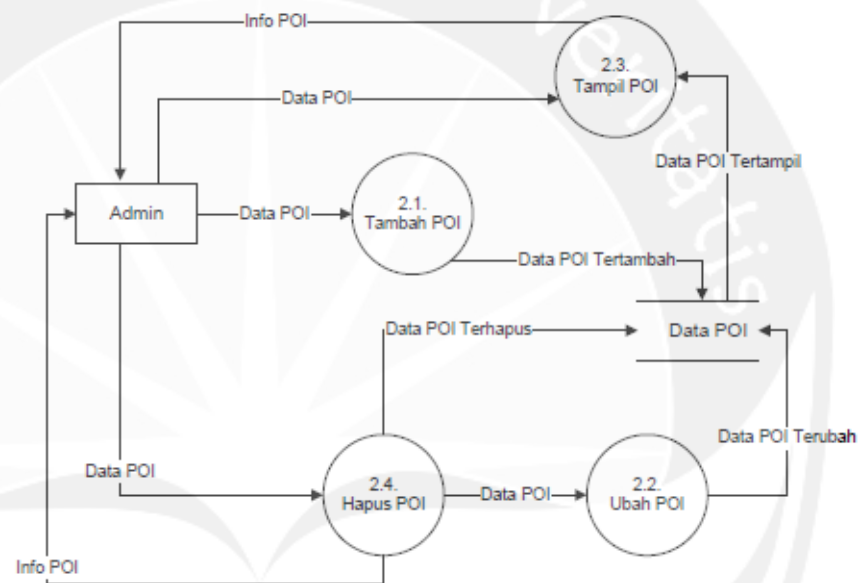 Info POI
2.3.
Tampil POI
Data POI
Data POI Tertampil
Admin
Data POI
2.1.
Tambah POI
Data POI Tertambah
Data POI Terhapus
Data POI
Data POI Terubah
Data POI
2.4.
Hapus POI
Data POI
2.2.
Ubah POI
Info POI